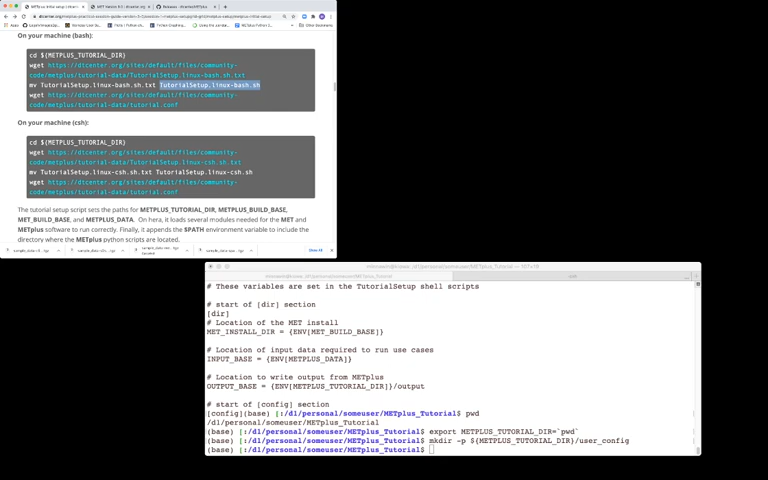 On your machine (bash):
cd ${METPLUS_TUTORIAL_DIR}
wget https://dtcenter.org/sites/default/files/community-
code/metplus/tutorial-data/TutorialSetup.linux-bash.sh.txt
mv TutorialSetup.linux-bash.sh.txt TutorialSetup.linux-bash.sh
wget https://dtcenter.org/sites/default/files/community-
code/metplus/tutorial-data/tutorial.conf
On your machine (csh):
cd ${METPLUS_TUTORIAL_DIR}
wget https://dtcenter.org/sites/default/files/community-
code/metplus/tutorial-data/TutorialSetup.linux-csh.sh.txt
mv TutorialSetup.linux-csh.sh.txt TutorialSetup.linux-csh.sh
wget https://dtcenter.org/sites/default/files/community-
code/metplus/tutorial-data/tutorial.conf
The tutorial setup script sets the paths for METPLUS_TUTORIAL_DIR, METPLUS_BUILD_BASE,
MET_BUILD_BASE, and METPLUS_DATA. On hera, it loads several modules needed for the MET and
METplus software to run correctly. Finally, it appends the $PATH environment variable to include the
directory where the METplus python scripts are located.
Show All
# These variables are set in the TutorialSetup shell scripts
# start of [dir] section
[dir]
# Location of the MET install
MET_INSTALL_DIR = {ENV[MET_BUILD_BASE]}
# Location of input data required to run use cases
INPUT_BASE = {ENV[METPLUS_DATA]}
# Location to write output from METplus
OUTPUT_BASE = {ENV[METPLUS_TUTORIAL_DIR]}/output
# start of [config] section
[config](base) [:/d1/personal/someuser/METplus_Tutorial$ pwd
/d1/personal/someuser/METplus_Tutorial
(base) [:/d1/personal/someuser/METplus_Tutorial$ export METPLUS_TUTORIAL_DIR=`pwd`
(base) [:/d1/personal/someuser/METplus_Tutorial$ mkdir -p ${METPLUS_TUTORIAL_DIR}/user_config
(base) [:/d1/personal/someuser/METplus_Tutorial$